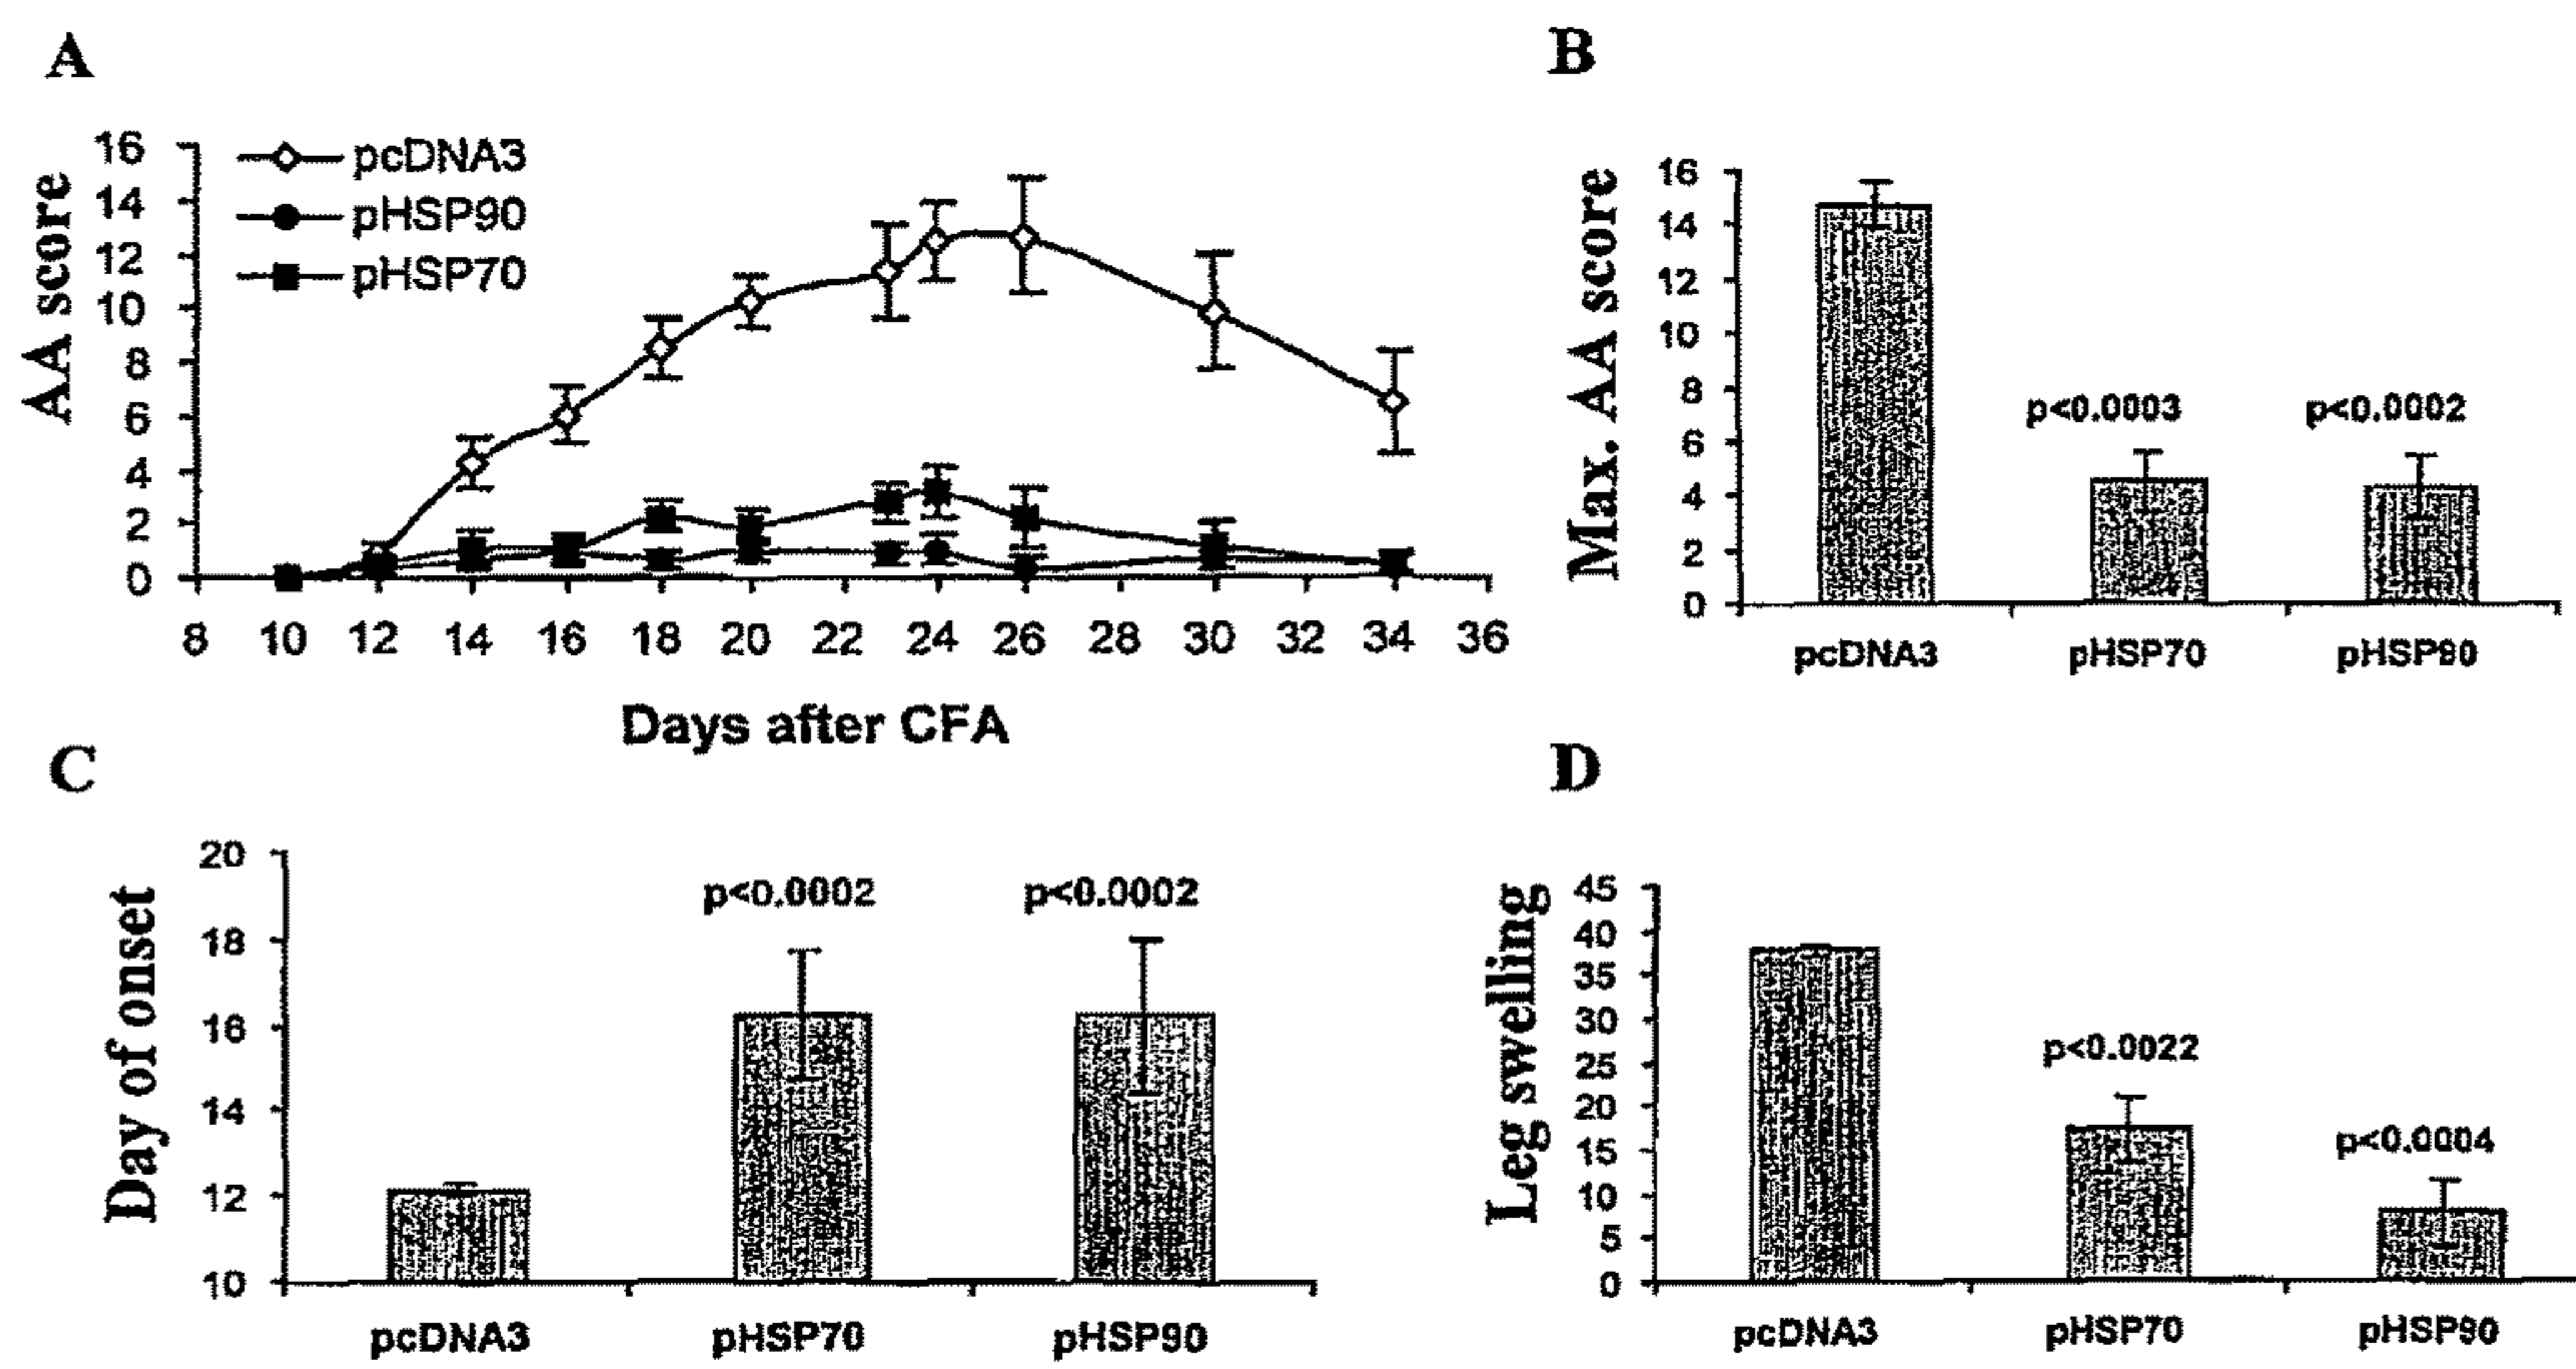 A
AA score
16
14
12
10
8
6
4
2
0
pcDNA3
pHSP90
pHSP70
8 10 12 14 16 18 20 22 24 26 28 30 32 34 36
Days after CFA
B
Max. AA score
16
14
12
10
8
6
4
2
0
p<0.0003
p<0.0002
pcDNA3 pHSP70 pHSP90
C
Day of onset
20
18
16
14
12
10
p<0.0002
p<0.0002
pcDNA3 pHSP70 pHSP90
D
Leg swelling
45
40
35
30
25
20
15
10
5
0
p<0.0022
p<0.0004
pcDNA3 pHSP70 pHSP90